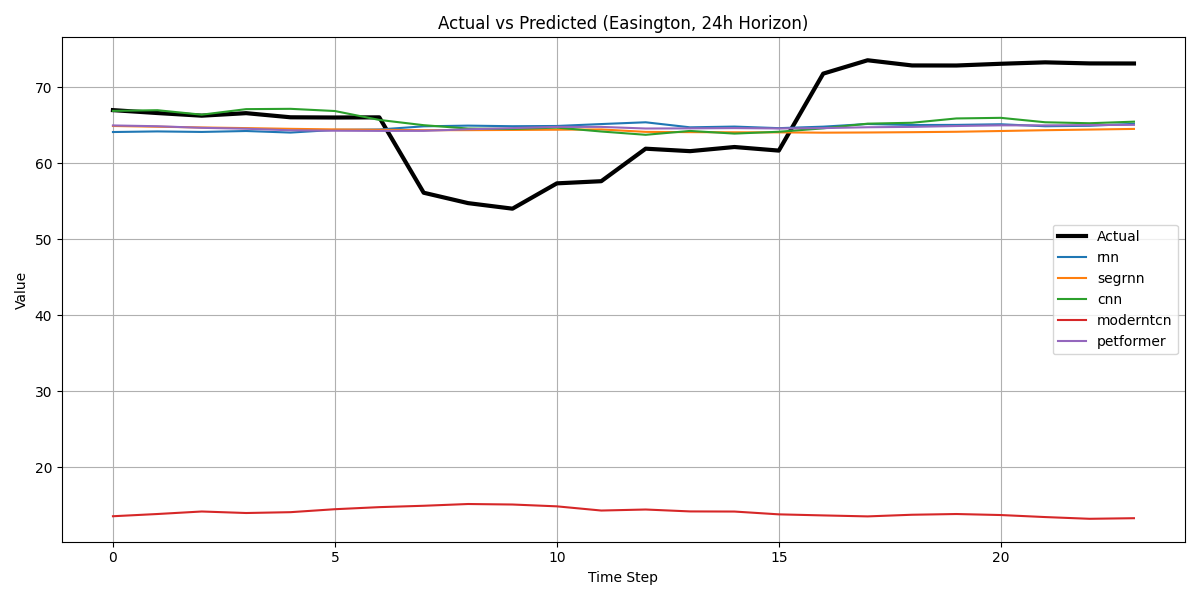 Actual vs Predicted (Easington, 24h Horizon)
Value
70
60
50
40
30
20
0
5
10
15
20
Time Step
Actual
rnn
segrnn
cnn
moderntcn
petformer